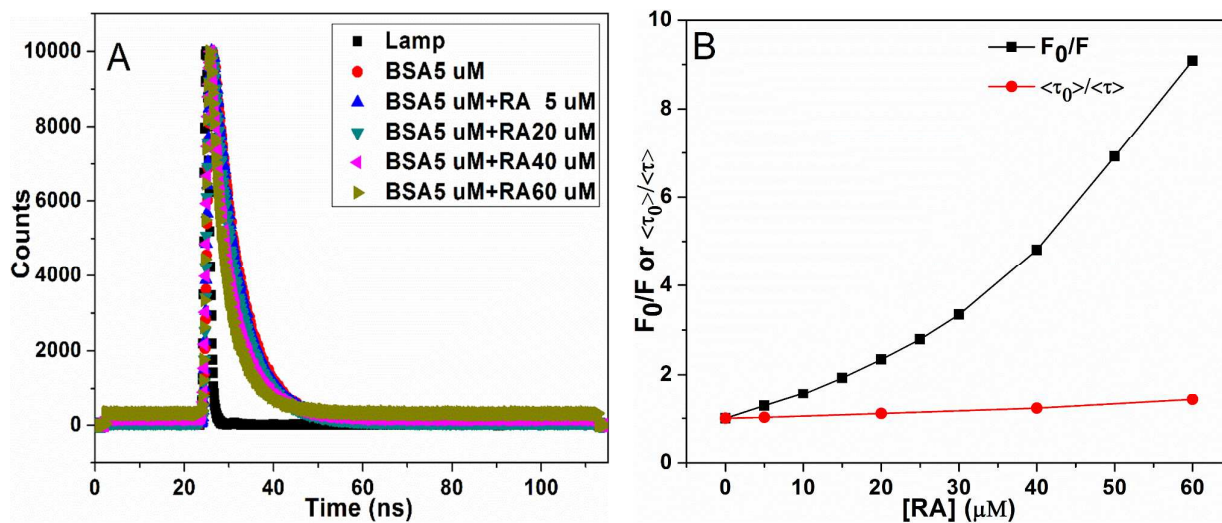 A
Lamp
BSA5 uM
BSA5 uM+RA 5 uM
BSA5 uM+RA20 uM
BSA5 uM+RA40 uM
BSA5 uM+RA60 uM
10000
8000
6000
4000
2000
0
Counts
0 20 40 60 80 100
Time (ns)
B
F0/F
<τ0>/<τ>
10
8
6
4
2
0
F0/F or <τ0>/<τ>
0 10 20 30 40 50 60
[RA] (μM)